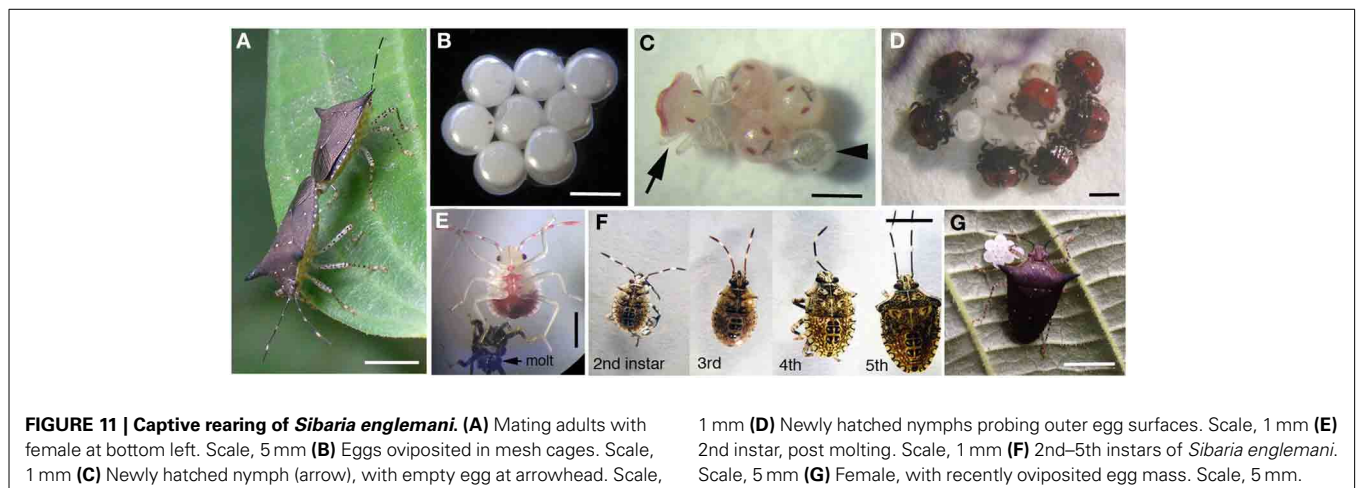 A
B
C
D
E
molt
F
2nd instar
3rd
4th
5th
G
FIGURE 11 | Captive rearing of Sibaria englemani. (A) Mating adults with
female at bottom left. Scale, 5 mm (B) Eggs oviposited in mesh cages. Scale,
1 mm (C) Newly hatched nymph (arrow), with empty egg at arrowhead. Scale,
1 mm (D) Newly hatched nymphs probing outer egg surfaces. Scale, 1 mm (E)
2nd instar, post molting. Scale, 1 mm (F) 2nd–5th instars of Sibaria englemani.
Scale, 5 mm (G) Female, with recently oviposited egg mass. Scale, 5 mm.